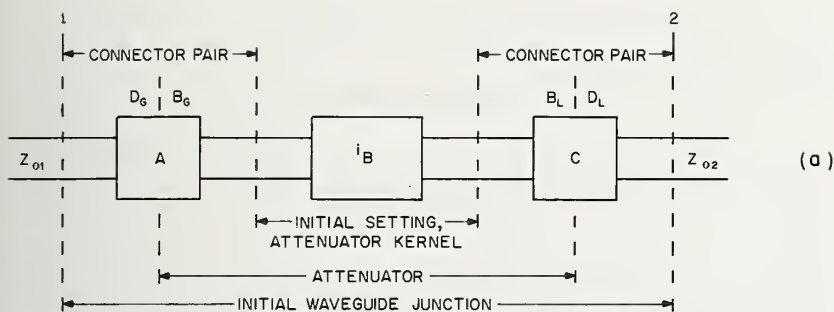 1 2
CONNECTOR PAIR CONNECTOR PAIR
D_G B_G B_L D_L
Z_01 A i_B C Z_02 (a)
INITIAL SETTING,
ATTENUATOR KERNEL
ATTENUATOR
INITIAL WAVEGUIDE JUNCTION